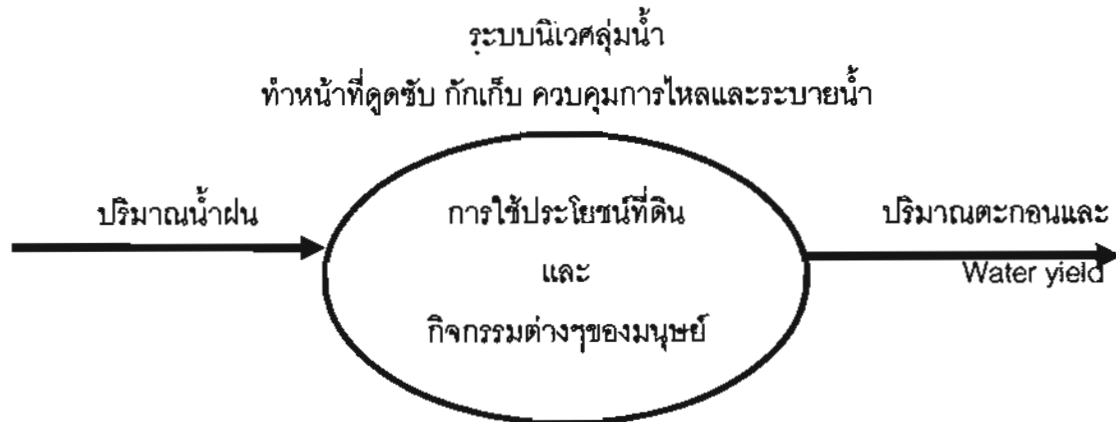 ระบบนิเวศลุ่มน้ำ
ทำหน้าที่ดูดซับ กักเก็บ ควบคุมการไหลและระบายน้ำ
ปริมาณน้ำฝน
การใช้ประโยชน์ที่ดิน
และ
กิจกรรมต่างๆของมนุษย์
ปริมาณตะกอนและ
Water yield